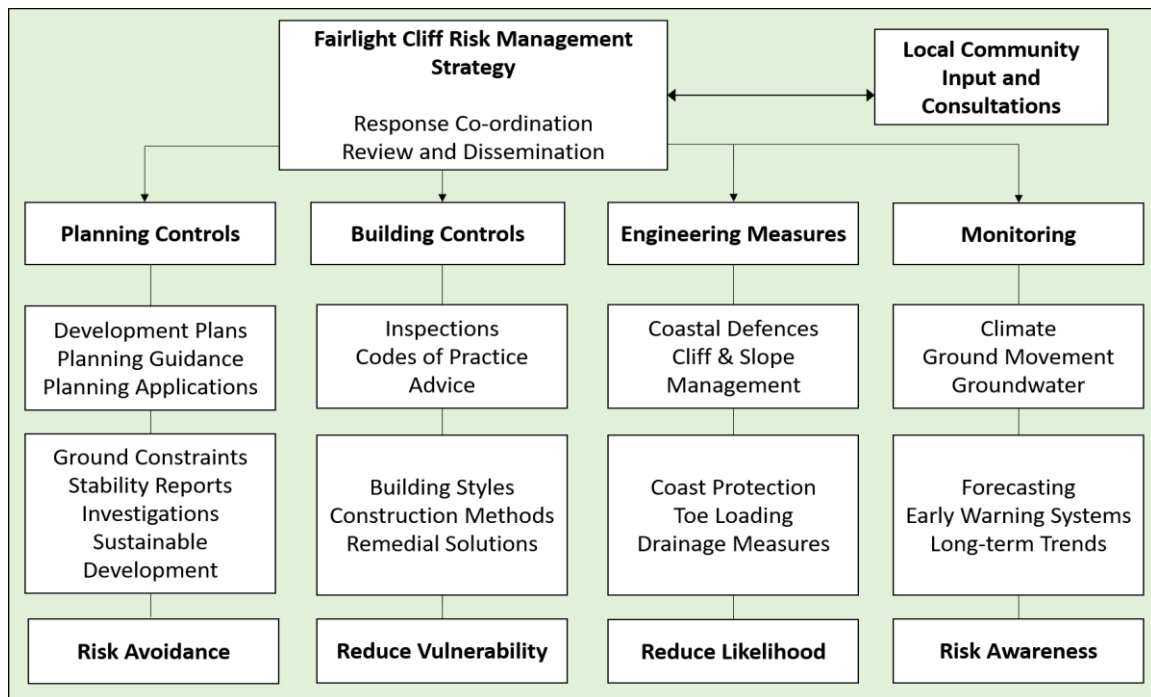 Fairlight Cliff Risk Management
Strategy
Response Co-ordination
Review and Dissemination
Local Community
Input and
Consultations
Planning Controls
Building Controls
Engineering Measures
Monitoring
Development Plans
Planning Guidance
Planning Applications
Inspections
Codes of Practice
Advice
Coastal Defences
Cliff & Slope
Management
Climate
Ground Movement
Groundwater
Ground Constraints
Stability Reports
Investigations
Sustainable
Development
Building Styles
Construction Methods
Remedial Solutions
Coast Protection
Toe Loading
Drainage Measures
Forecasting
Early Warning Systems
Long-term Trends
Risk Avoidance
Reduce Vulnerability
Reduce Likelihood
Risk Awareness